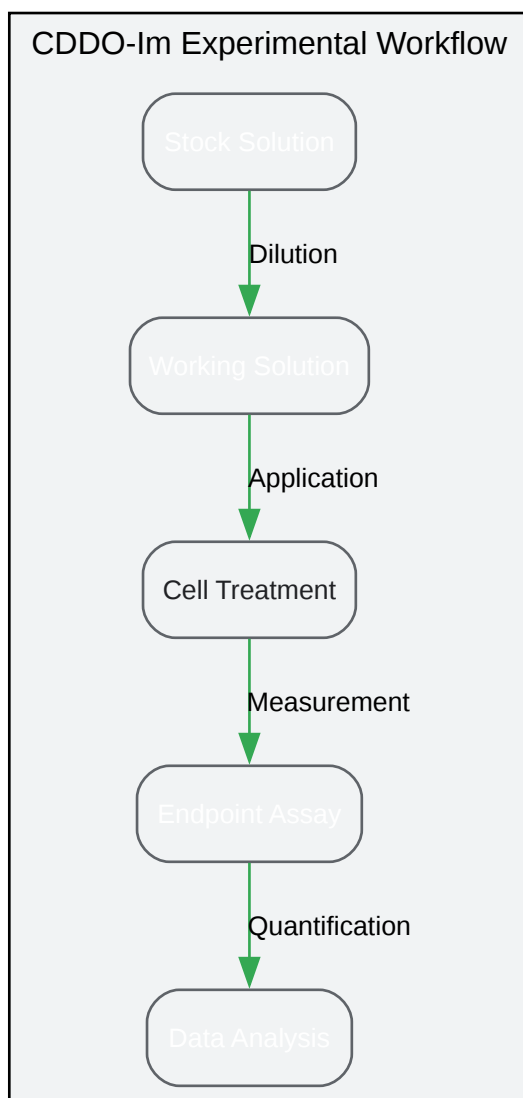 CDDO-Im Experimental Workflow
Stock Solution
Dilution
Working Solution
Application
Cell Treatment
Measurement
Endpoint Assay
Quantification
Data Analysis